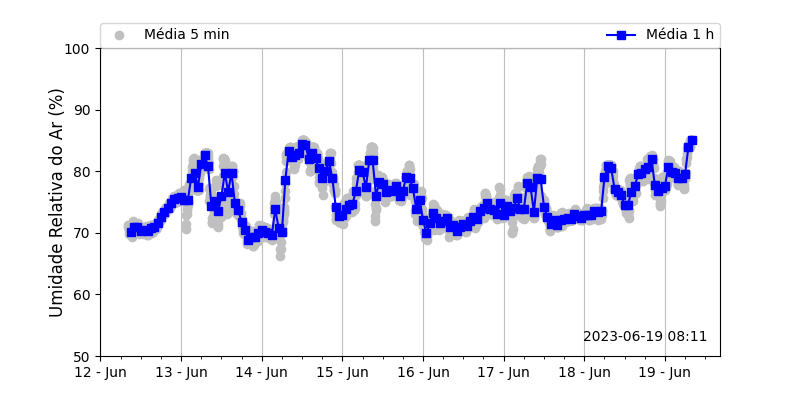 Média 5 min
Média 1 h
Umidade Relativa do Ar (%)
100
90
80
70
60
50
2023-06-19 08:11
12 - Jun
13 - Jun
14 - Jun
15 - Jun
16 - Jun
17 - Jun
18 - Jun
19 - Jun